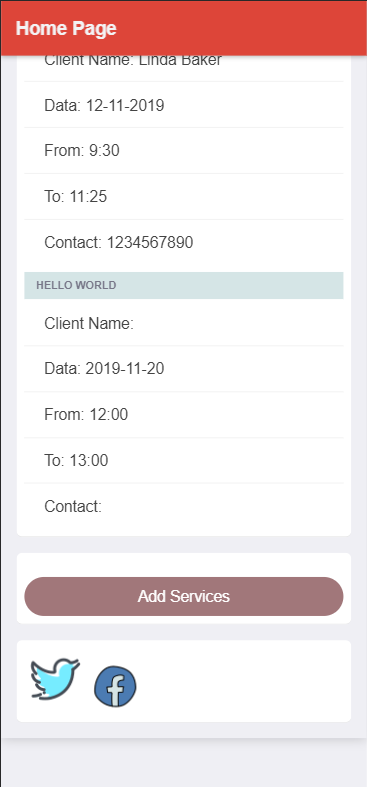 Home Page
Client Name: Linda Baker
Data: 12-11-2019
From: 9:30
To: 11:25
Contact: 1234567890
HELLO WORLD
Client Name:
Data: 2019-11-20
From: 12:00
To: 13:00
Contact:
Add Services